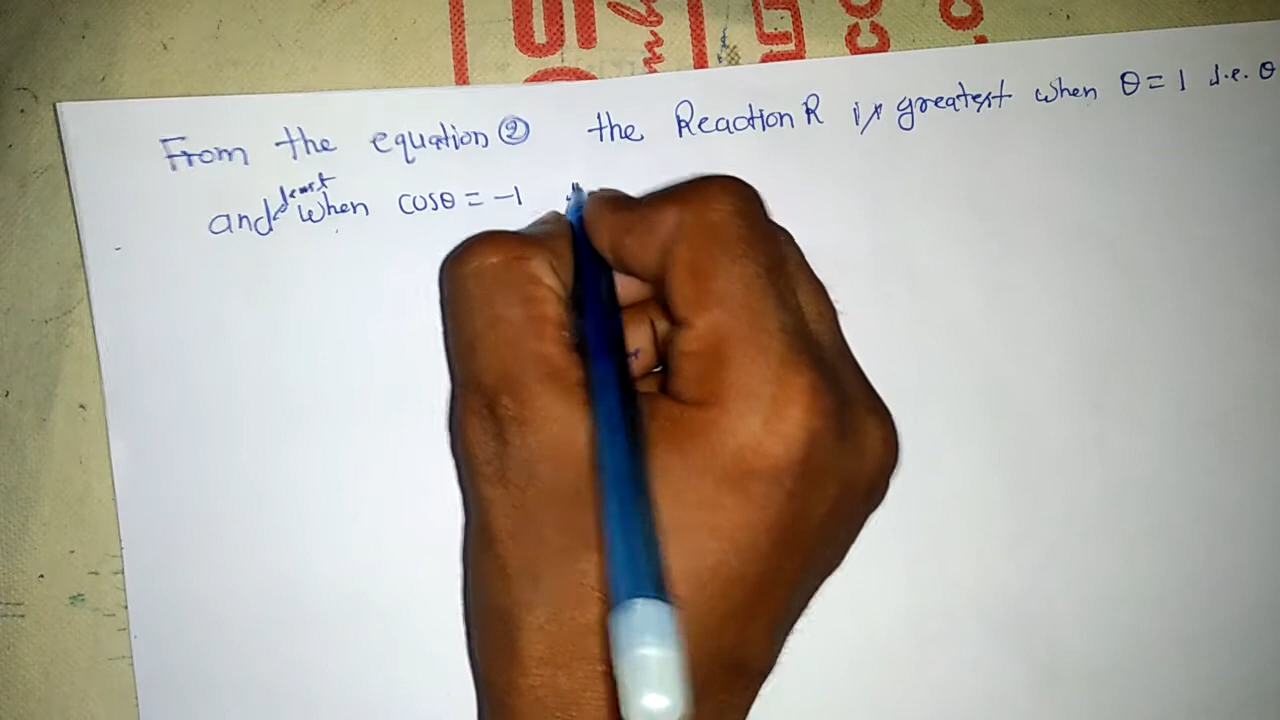 From the equation ② the Reaction R is greatest when θ = 1 i.e. θ
least
and when cosθ = -1